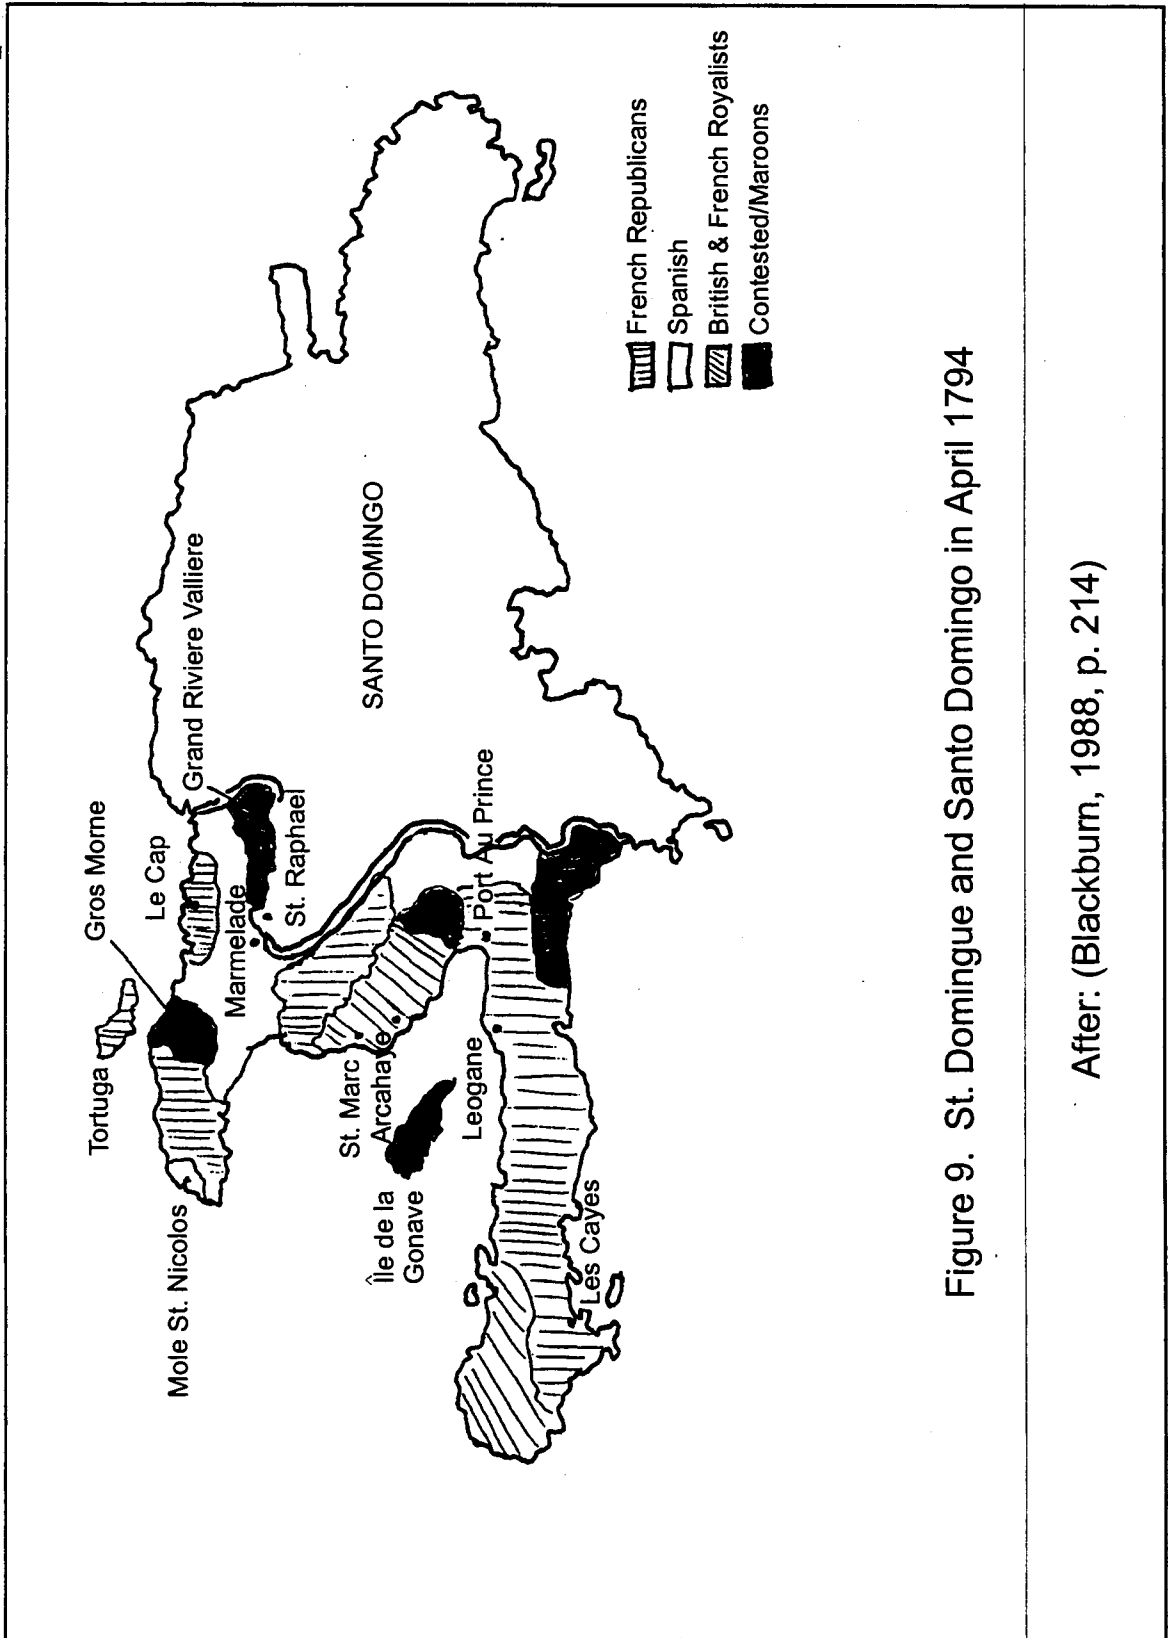 Tortuga
Gros Morne
Mole St. Nicolos
Le Cap
Grand Riviere Valliere
Marmelade
St. Raphael
St. Marc
Arcahaye
SANTO DOMINGO
Île de la
Gonave
Leogane
Port Au Prince
Les Cayes
French Republicans
Spanish
British & French Royalists
Contested/Maroons
Figure 9. St. Domingue and Santo Domingo in April 1794
After: (Blackburn, 1988, p. 214)